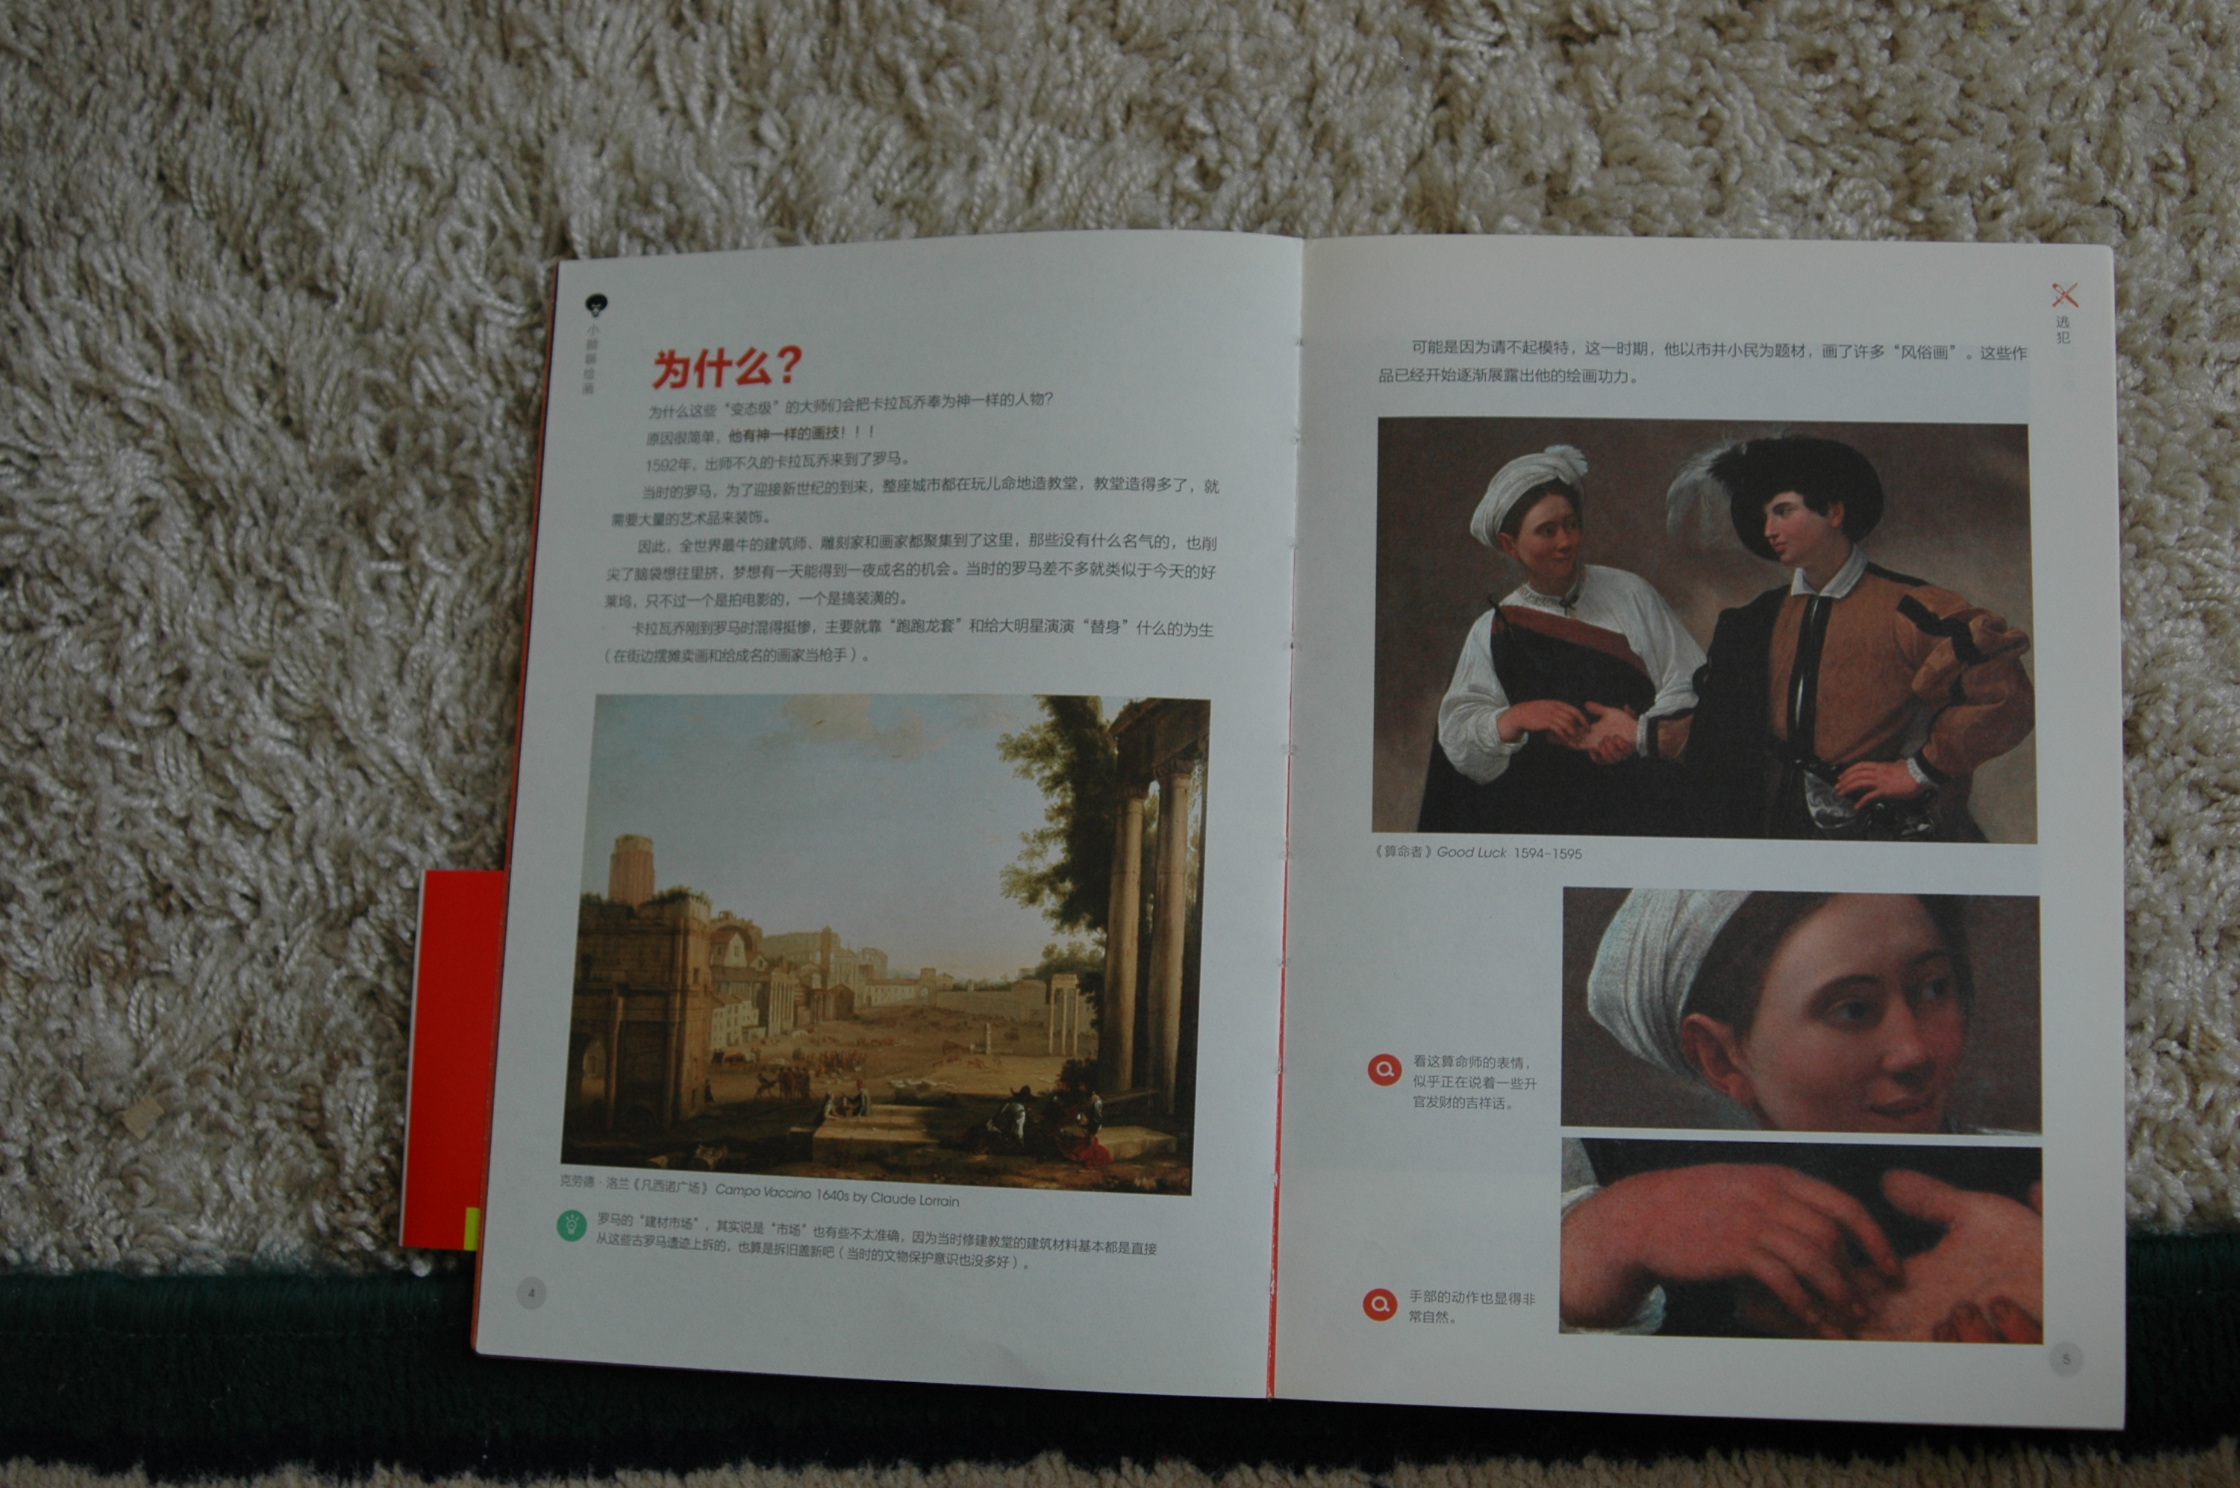 小顾聊绘画
为什么?
为什么这些“变态级”的大师们会把卡拉瓦乔奉为神一样的人物?
原因很简单，他有神一样的画技！！！
1592年，出师不久的卡拉瓦乔来到了罗马。
当时的罗马，为了迎接新世纪的到来，整座城市都在玩儿命地造教堂，教堂造得多了，就
需要大量的艺术品来装饰。
因此，全世界最牛的建筑师、雕刻家和画家都聚集到了这里，那些没有什么名气的，也削
尖了脑袋想往里挤，梦想有一天能得到一夜成名的机会。当时的罗马差不多就类似于今天的好
莱坞，只不过一个是拍电影的，一个是搞装潢的。
卡拉瓦乔刚到罗马时混得挺惨，主要就靠“跑跑龙套”和给大明星演演“替身”什么的为生
（在街边摆摊卖画和给成名的画家当枪手）。
克劳德·洛兰《凡西诺广场》Campo Vaccino 1640s by Claude Lorrain
罗马的“建材市场”，其实说是“市场”也有些不太准确，因为当时修建教堂的建筑材料基本都是直接
从这些古罗马遗迹上拆的，也算是拆旧盖新吧（当时的文物保护意识也没多好）。
4
逃犯
可能是因为请不起模特，这一时期，他以市井小民为题材，画了许多“风俗画”。这些作
品已经开始逐渐展露出他的绘画功力。
《算命者》Good Luck 1594-1595
看这算命师的表情，
似乎正在说着一些升
官发财的吉祥话。
手部的动作也显得非
常自然。
5